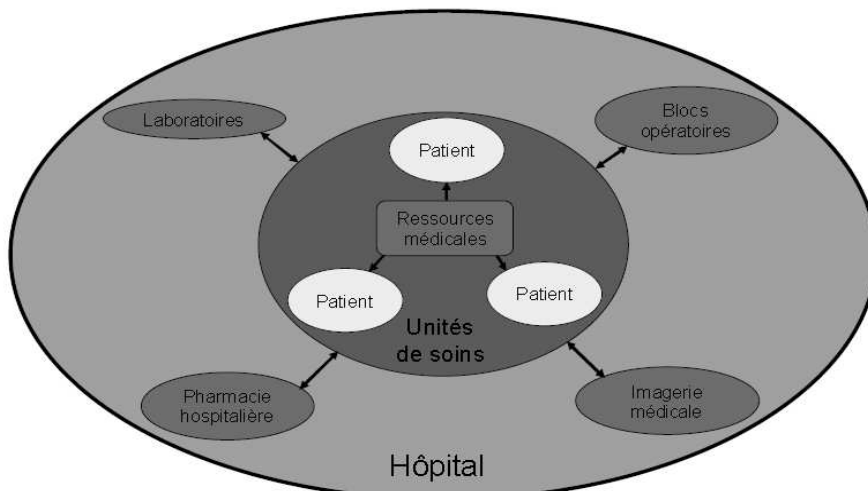 Laboratoires
Blocs
opératoires
Patient
Ressources
médicales
Patient
Patient
Unités
de soins
Pharmacie
hospitalière
Imagerie
médicale
Hôpital